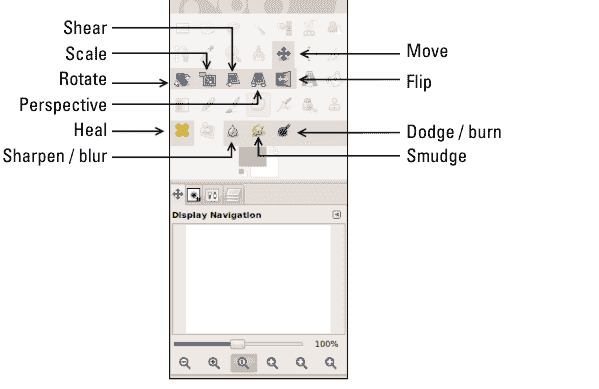 Shear
Scale
Rotate
Perspective
Heal
Sharpen / blur
Move
Flip
Dodge / burn
Smudge
Display Navigation
100%